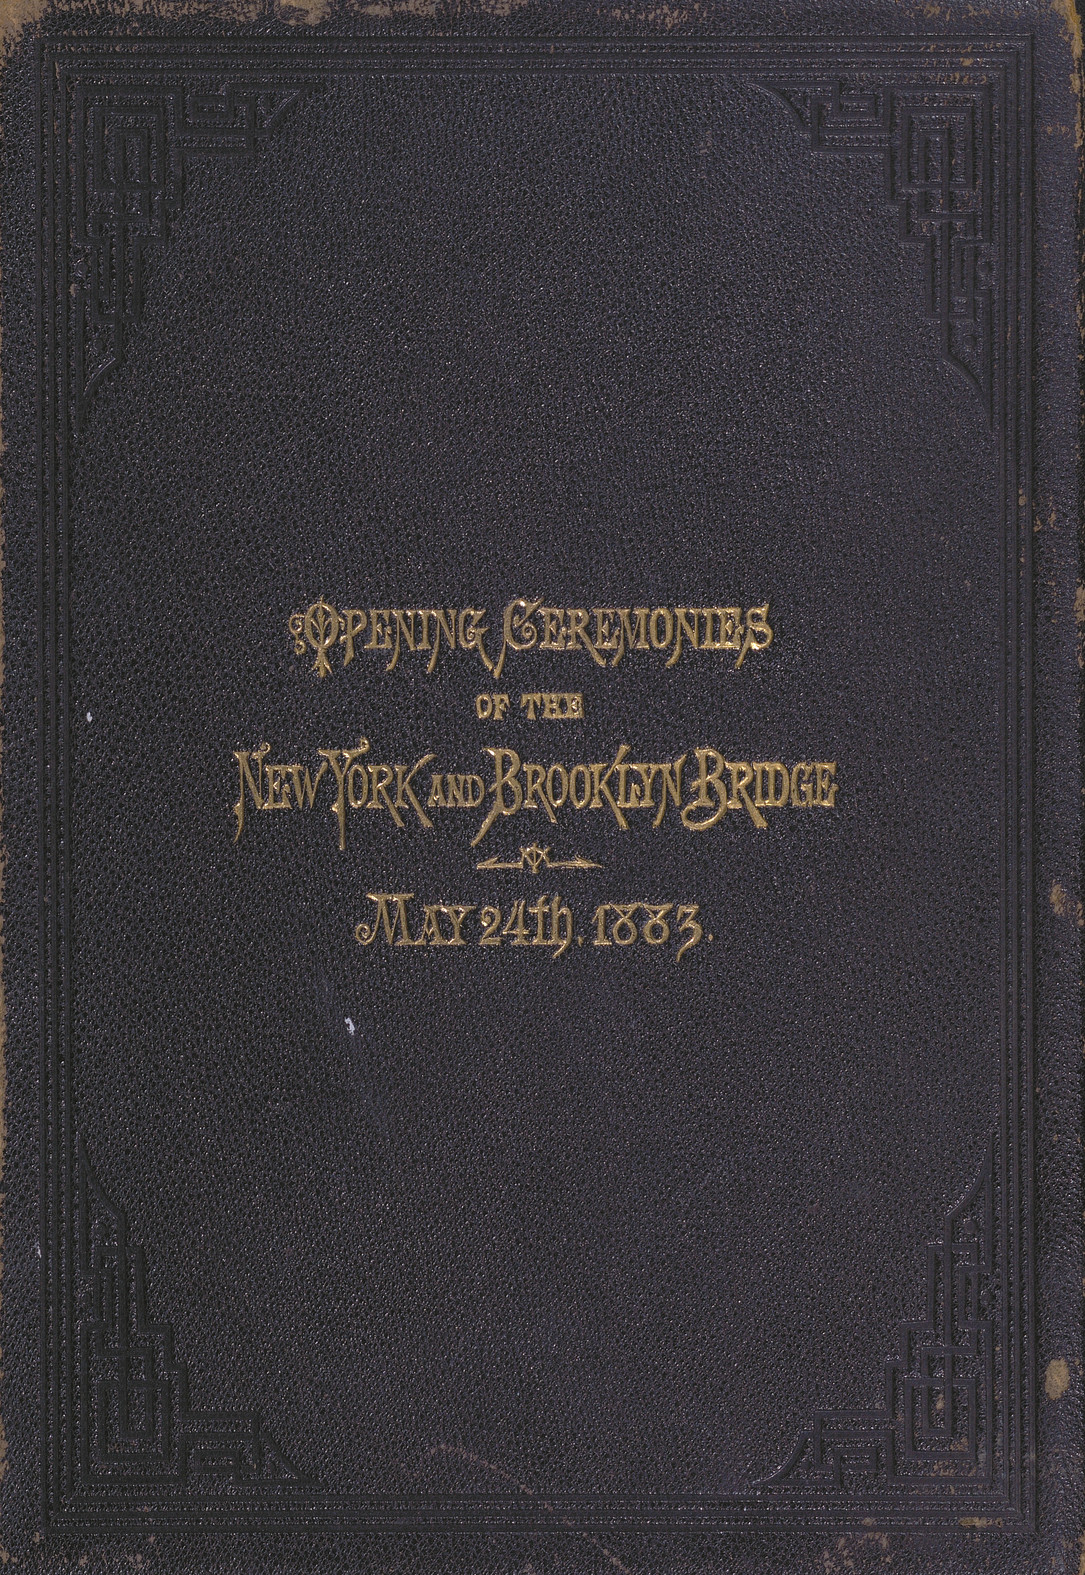 Opening Ceremonies
of the
New York and Brooklyn Bridge
May 24th. 1883.